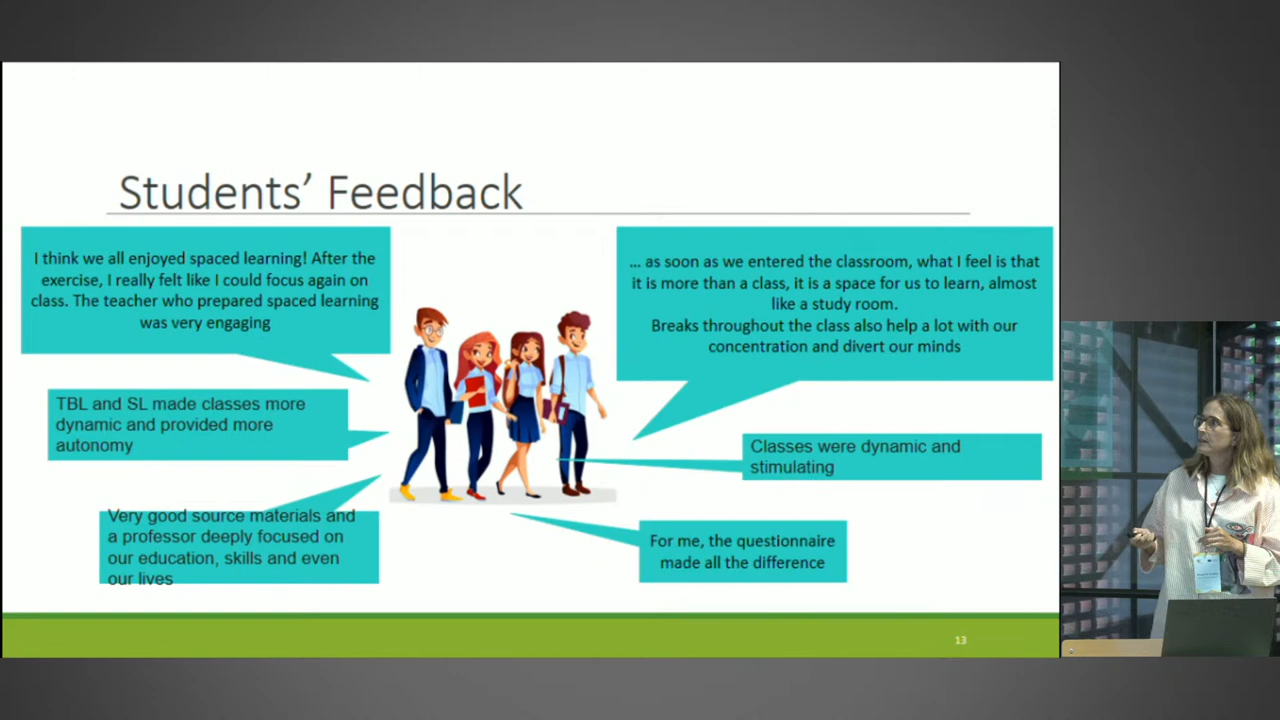 Students’ Feedback
I think we all enjoyed spaced learning! After the
exercise, I really felt like I could focus again on
class. The teacher who prepared spaced learning
was very engaging
TBL and SL made classes more
dynamic and provided more
autonomy
Very good source materials and
a professor deeply focused on
our education, skills and even
our lives
... as soon as we entered the classroom, what I feel is that
it is more than a class, it is a space for us to learn, almost
like a study room.
Breaks throughout the class also help a lot with our
concentration and divert our minds
Classes were dynamic and
stimulating
For me, the questionnaire
made all the difference
13